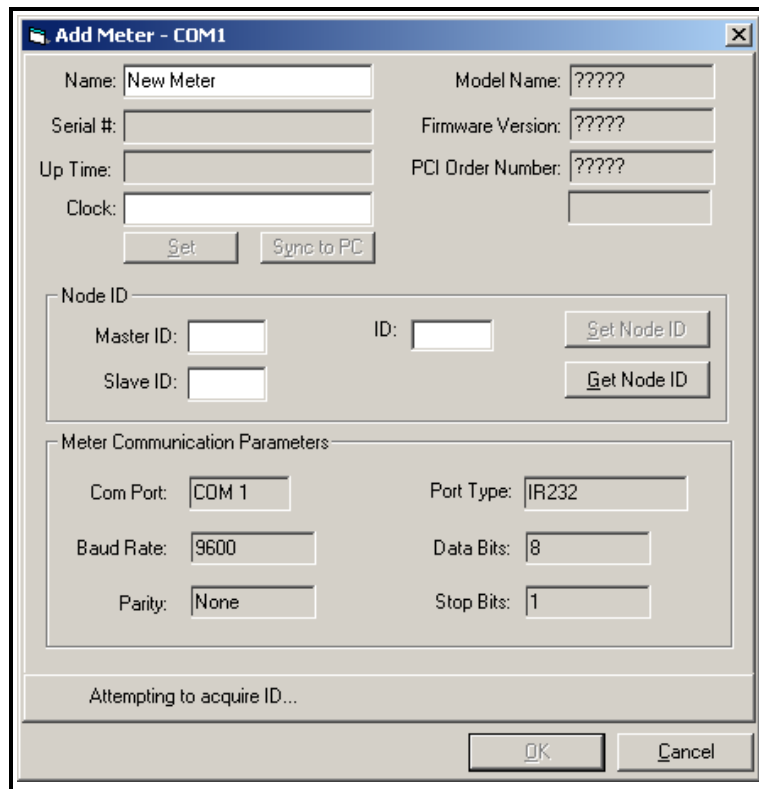 Add Meter - COM1
Name: New Meter Model Name: ?????
Serial #: Firmware Version: ?????
Up Time: PCI Order Number: ?????
Clock:
Set Sync to PC
Node ID
Master ID: ID: Set Node ID
Slave ID: Get Node ID
Meter Communication Parameters
Com Port: COM 1 Port Type: IR232
Baud Rate: 9600 Data Bits: 8
Parity: None Stop Bits: 1
Attempting to acquire ID...
OK Cancel